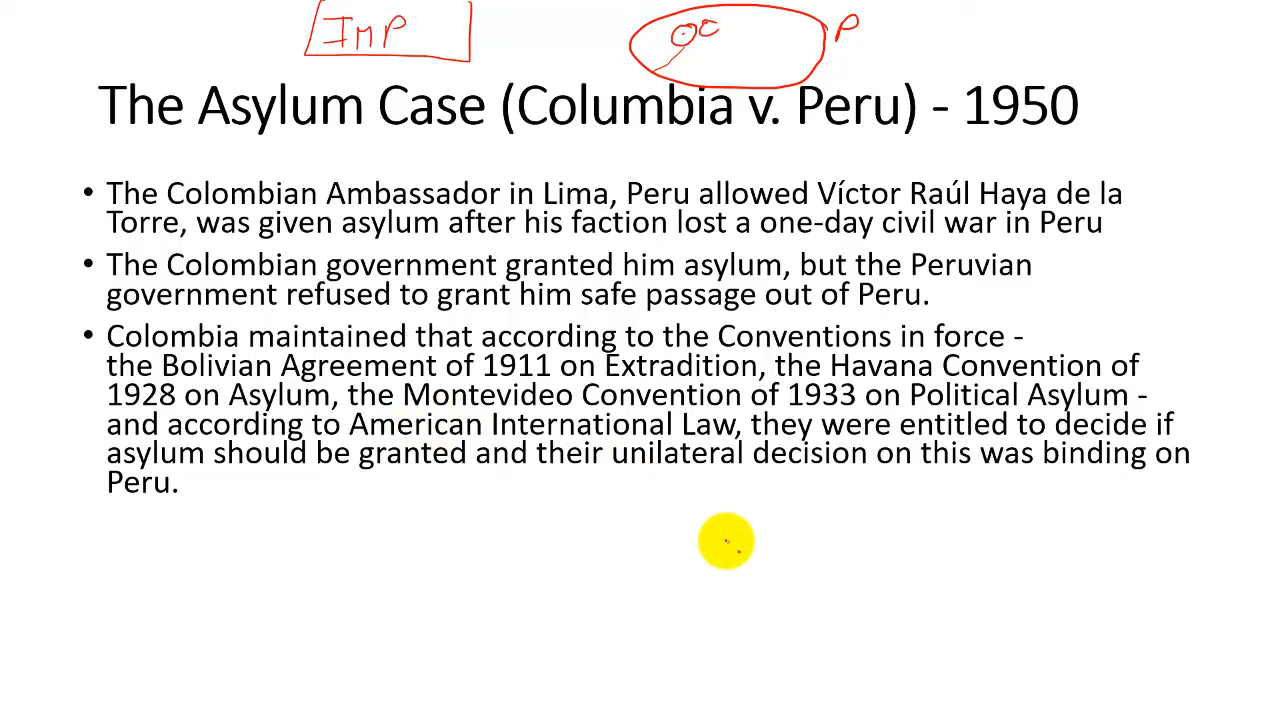 IMP
P
The Asylum Case (Columbia v. Peru) - 1950
• The Colombian Ambassador in Lima, Peru allowed Víctor Raúl Haya de la
Torre, was given asylum after his faction lost a one-day civil war in Peru
• The Colombian government granted him asylum, but the Peruvian
government refused to grant him safe passage out of Peru.
• Colombia maintained that according to the Conventions in force -
the Bolivian Agreement of 1911 on Extradition, the Havana Convention of
1928 on Asylum, the Montevideo Convention of 1933 on Political Asylum -
and according to American International Law, they were entitled to decide if
asylum should be granted and their unilateral decision on this was binding on
Peru.